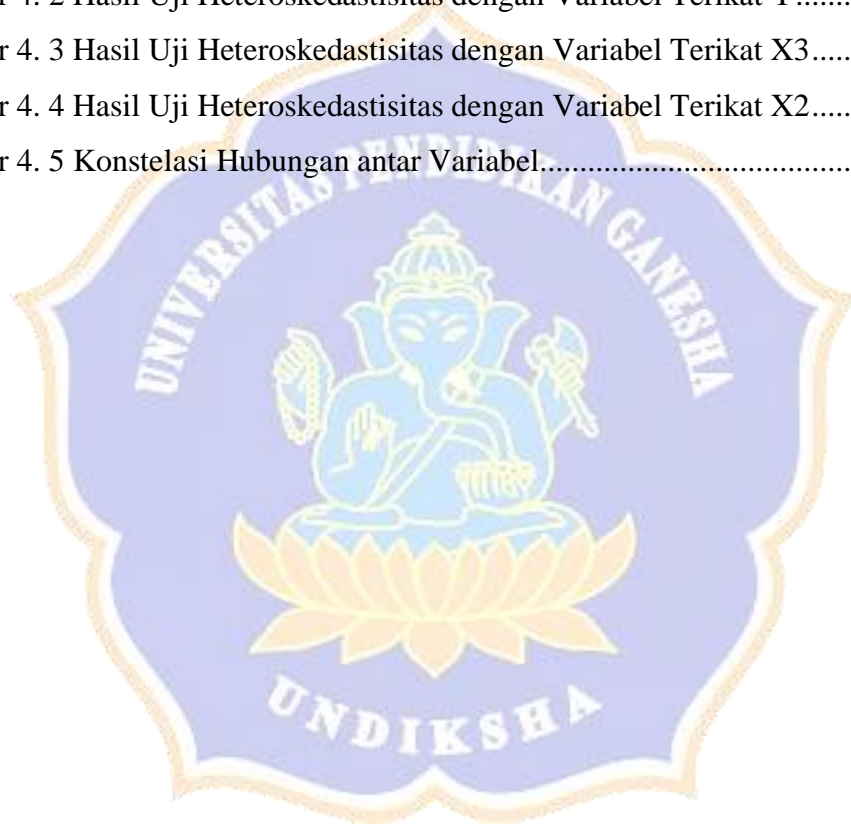 r 4. 2 Hasil Uji Heteroskedastisitas dengan Variabel Terikat Y.......
r 4. 3 Hasil Uji Heteroskedastisitas dengan Variabel Terikat X3.....
r 4. 4 Hasil Uji Heteroskedastisitas dengan Variabel Terikat X2.....
r 4. 5 Konstelasi Hubungan antar Variabel...................................
UNIVERSITAS PENDIDIKAN GANESHA
UNDIKSHA